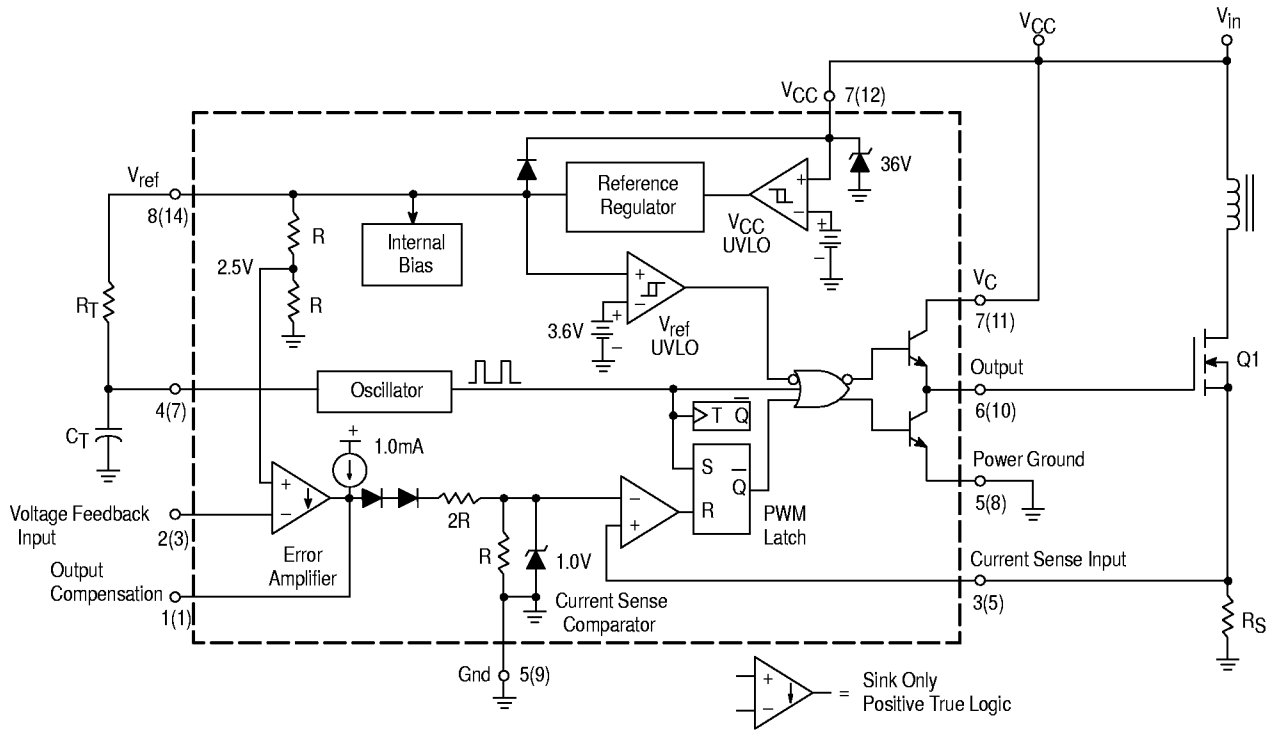 VCC
Vin
VCC 7(12)
36V
Vref
8(14)
R
Reference
Regulator
+
–
VCC
UVLO
+
–
Internal
Bias
2.5V
R
RT
+
–
3.6V
+
–
Vref
UVLO
VC
7(11)
Q1
Output
6(10)
4(7)
Oscillator
T Q
CT
+
1.0mA
S
Q
R
PWM
Latch
Power Ground
5(8)
Voltage Feedback
Input
2(3)
+
–
Error
Amplifier
2R
R
1.0V
–
+
Output
Compensation
1(1)
Current Sense
Comparator
Current Sense Input
3(5)
RS
Gnd 5(9)
+
–
=
Sink Only
Positive True Logic